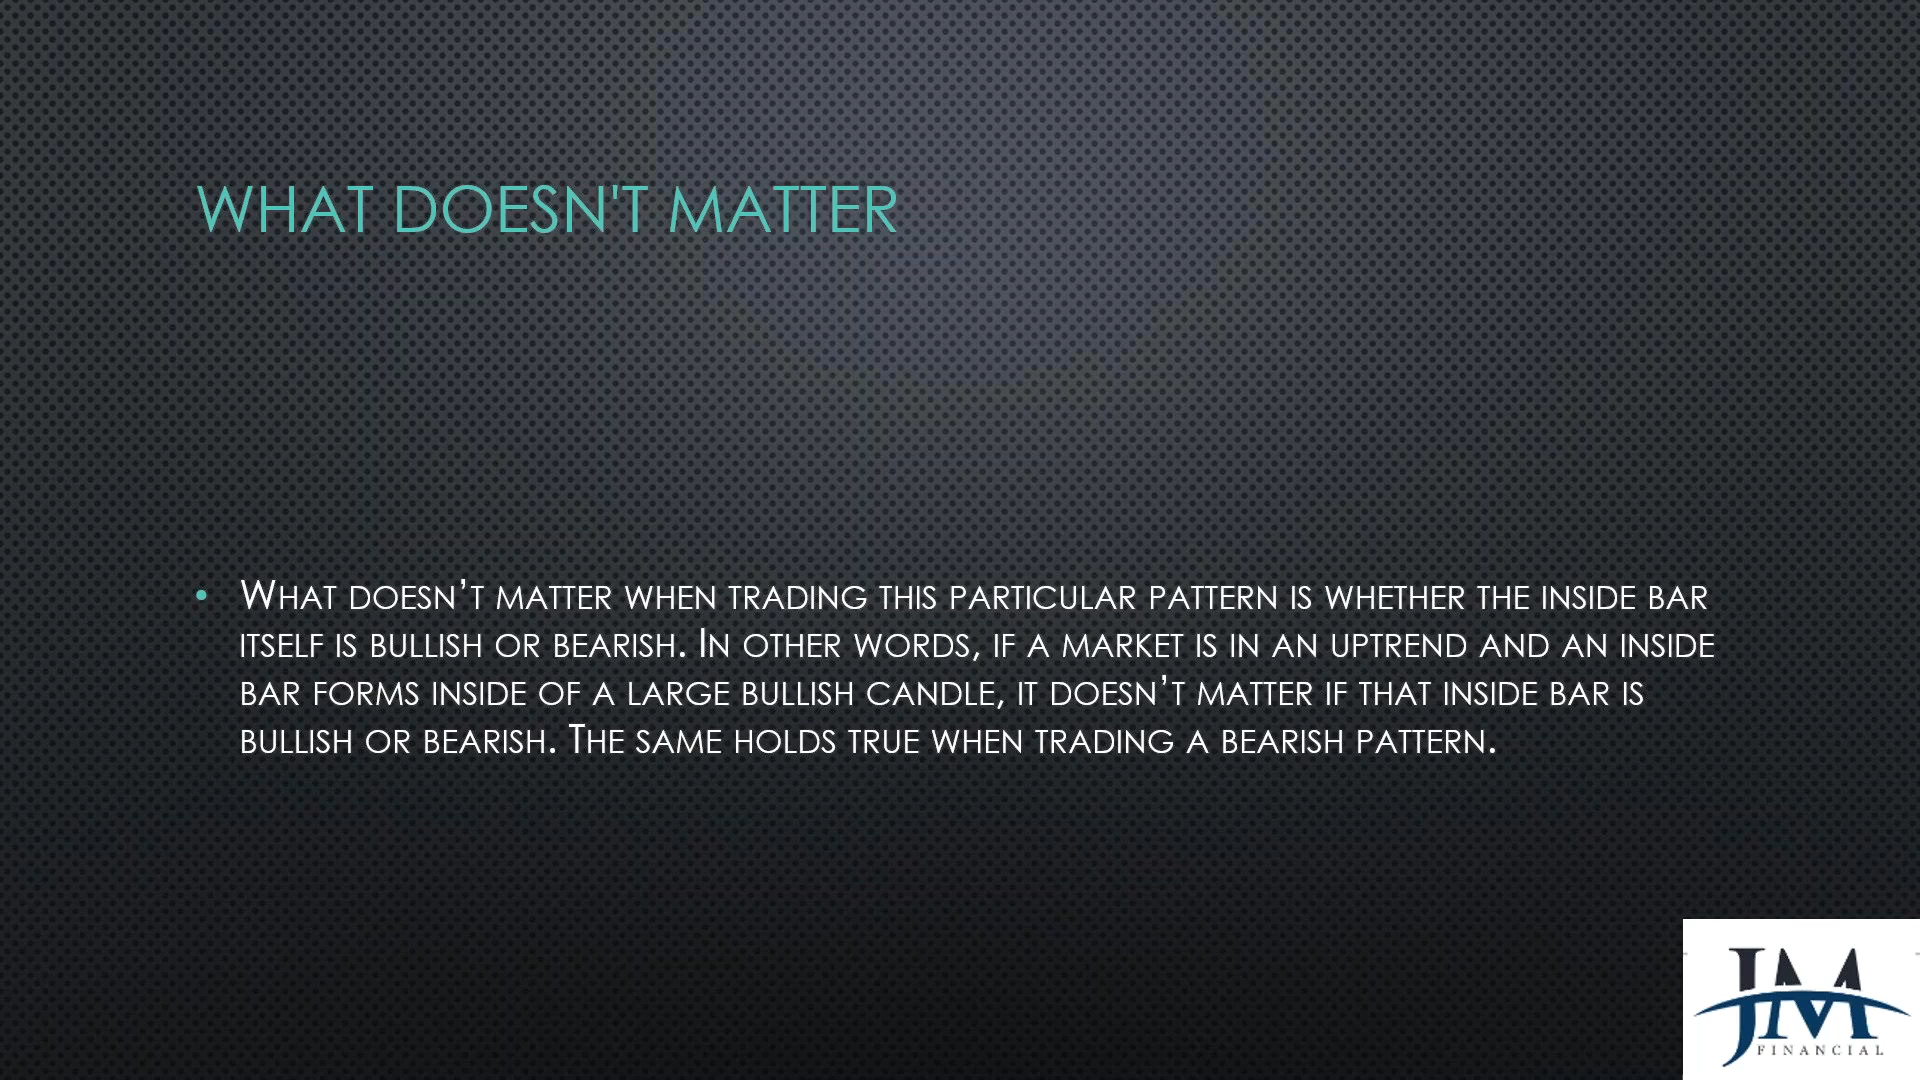 WHAT DOESN'T MATTER
• What doesn’t matter when trading this particular pattern is whether the inside bar
itself is bullish or bearish. In other words, if a market is in an uptrend and an inside
bar forms inside of a large bullish candle, it doesn’t matter if that inside bar is
bullish or bearish. The same holds true when trading a bearish pattern.
JM
FINANCIAL